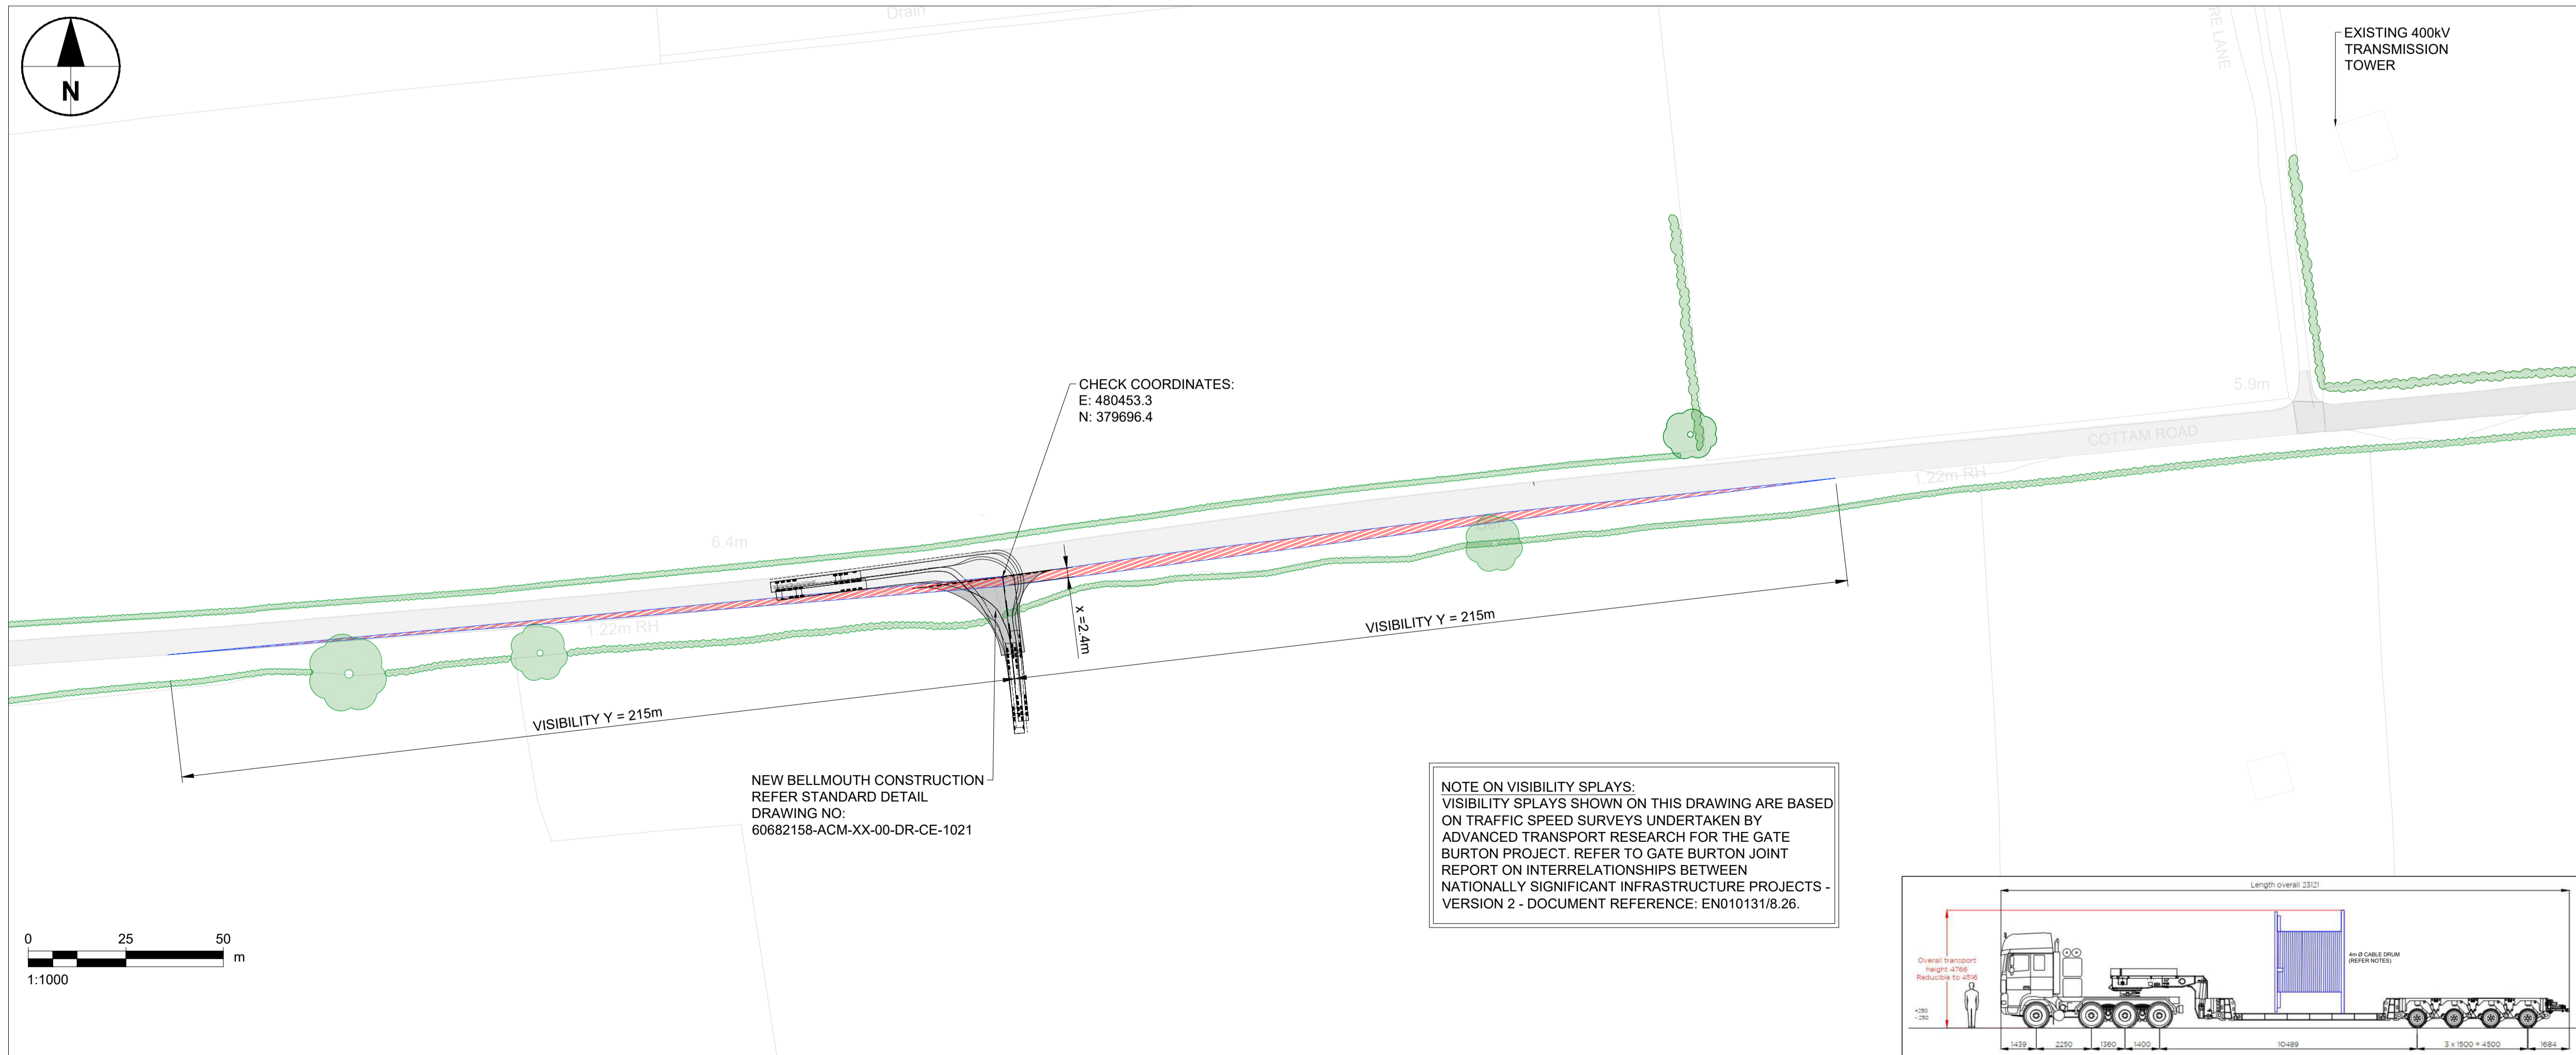 Drain
RE LANE
EXISTING 400kV
TRANSMISSION
TOWER
N
CHECK COORDINATES:
E: 480453.3
N: 379696.4
5.9m
COTTAM ROAD
1.22m RH
6.4m
1.22m RH
x=2.4m
VISIBILITY Y = 215m
VISIBILITY Y = 215m
NEW BELLMOUTH CONSTRUCTION
REFER STANDARD DETAIL
DRAWING NO:
60682158-ACM-XX-00-DR-CE-1021
NOTE ON VISIBILITY SPLAYS:
VISIBILITY SPLAYS SHOWN ON THIS DRAWING ARE BASED
ON TRAFFIC SPEED SURVEYS UNDERTAKEN BY
ADVANCED TRANSPORT RESEARCH FOR THE GATE
BURTON PROJECT. REFER TO GATE BURTON JOINT
REPORT ON INTERRELATIONSHIPS BETWEEN
NATIONALLY SIGNIFICANT INFRASTRUCTURE PROJECTS -
VERSION 2 - DOCUMENT REFERENCE: EN010131/8.26.
0 25 50
m
1:1000
Length overall 23121
Overall transport
height 4766
Reducible to 4516
4m Ø CABLE DRUM
(REFER NOTES)
+250
- 250
1439 2250 1360 1400 10489 3 x 1500 = 4500 1684